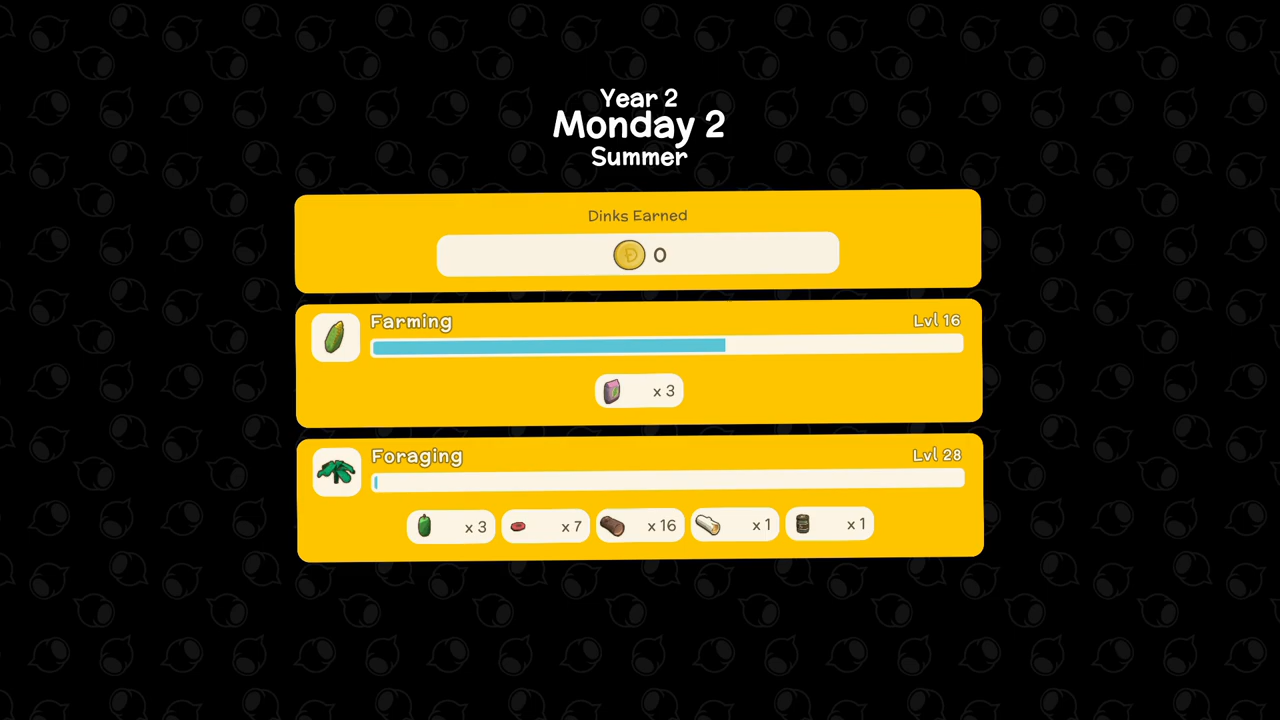 Year 2
Monday 2
Summer
Dinks Earned
0
Farming
Lvl 16
x 3
Foraging
Lvl 28
x 3
x 7
x 16
x 1
x 1